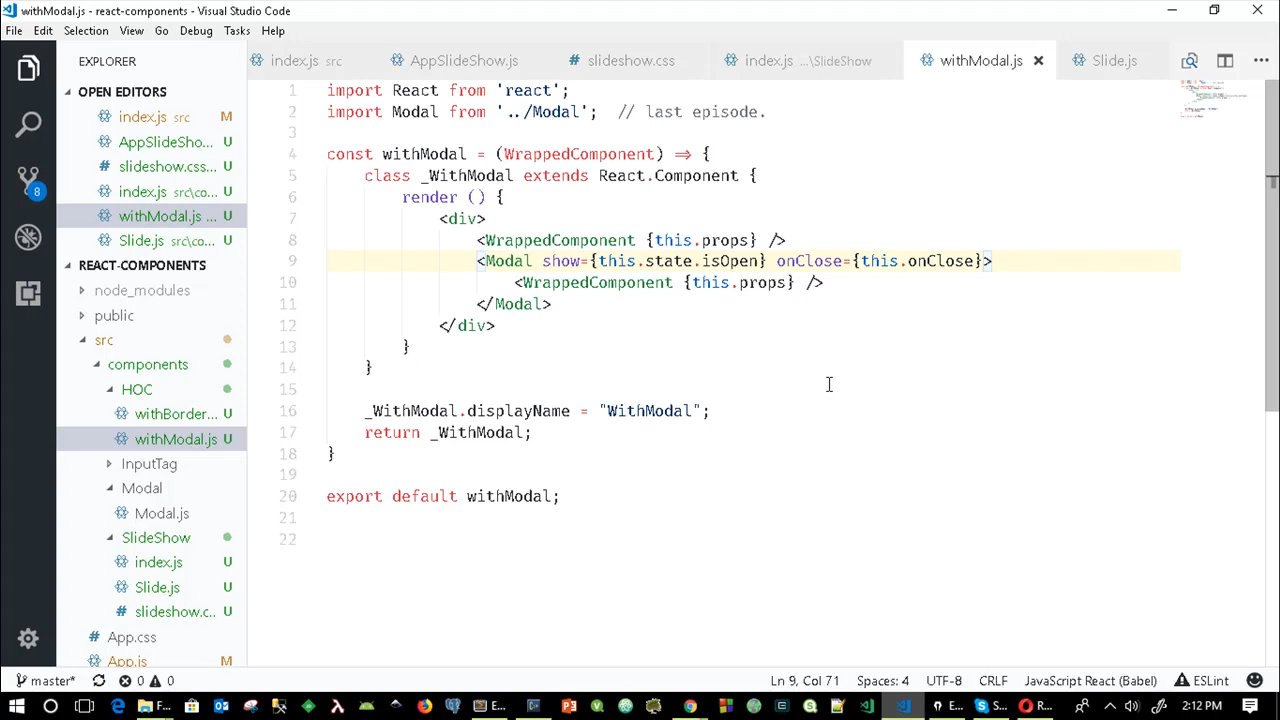 withModal.js - react-components - Visual Studio Code
File Edit Selection View Go Debug Tasks Help
EXPLORER
OPEN EDITORS
index.js src M
AppSlideSho... U
slideshow.css... U
index.js src\co... U
withModal.js ... U
Slide.js src\co... U
REACT-COMPONENTS
node_modules
public
src
components
HOC
withBorder... U
withModal.js U
InputTag
Modal
Modal.js
SlideShow
index.js U
Slide.js U
slideshow.c... U
App.css
App.js M
index.js src AppSlideShow.js slideshow.css index.js ...\SlideShow withModal.js Slide.js
1 import React from 'react';
2 import Modal from '../Modal'; // last episode.
3
4 const withModal = (WrappedComponent) => {
5 class _WithModal extends React.Component {
6 render () {
7 <div>
8 <WrappedComponent {this.props} />
9 <Modal show={this.state.isOpen} onClose={this.onClose}>
10 <WrappedComponent {this.props} />
11 </Modal>
12 </div>
13 }
14 }
15
16 _WithModal.displayName = "WithModal";
17 return _WithModal;
18 }
19
20 export default withModal;
21
22
8
master* 0 0 Ln 9, Col 71 Spaces: 4 UTF-8 CRLF JavaScript React (Babel) ESLint
F... E... S... R... E... S... R... 2:12 PM